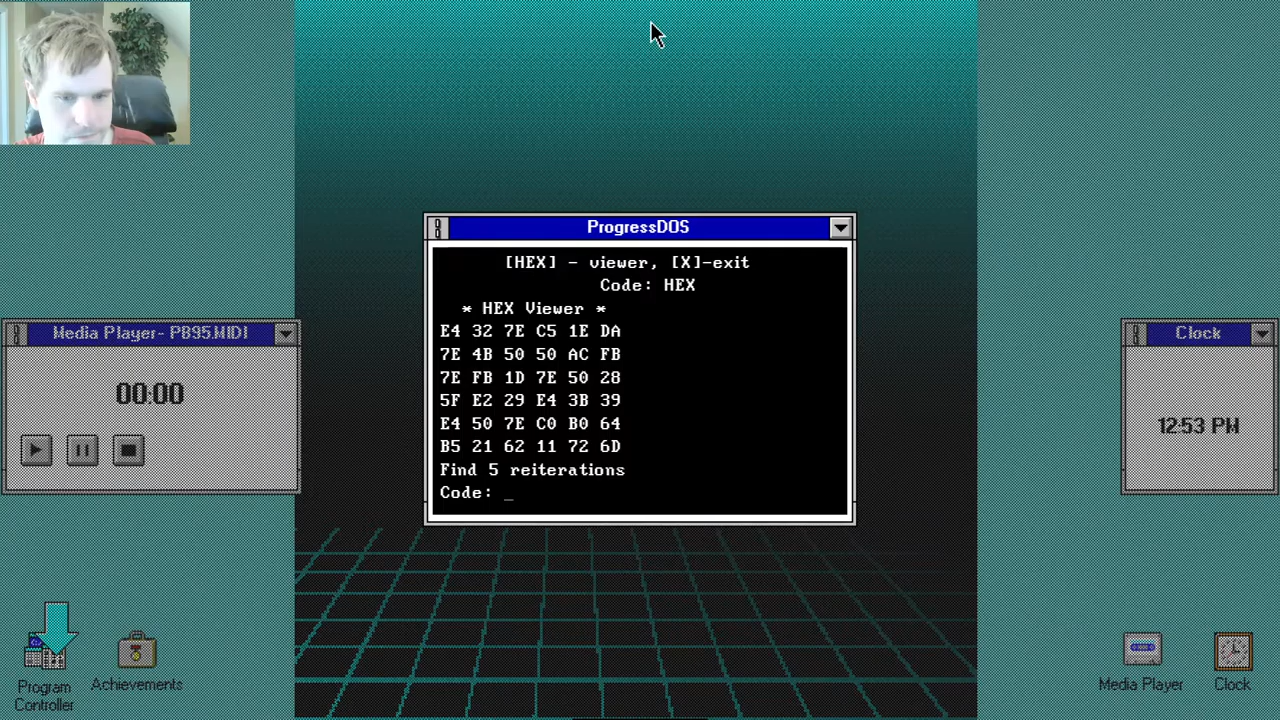 ProgressDOS
[HEX] - viewer, [X]-exit
Code: HEX
* HEX Viewer *
E4 32 7E C5 1E DA
7E 4B 50 50 AC FB
7E FB 1D 7E 50 28
5F E2 29 E4 3B 39
E4 50 7E C0 B0 64
B5 21 62 11 72 6D
Find 5 reiterations
Code: _
Media Player- PB95.MIDI
00:00
Clock
12:53 PM
Program
Controller
Achievements
Media Player
Clock